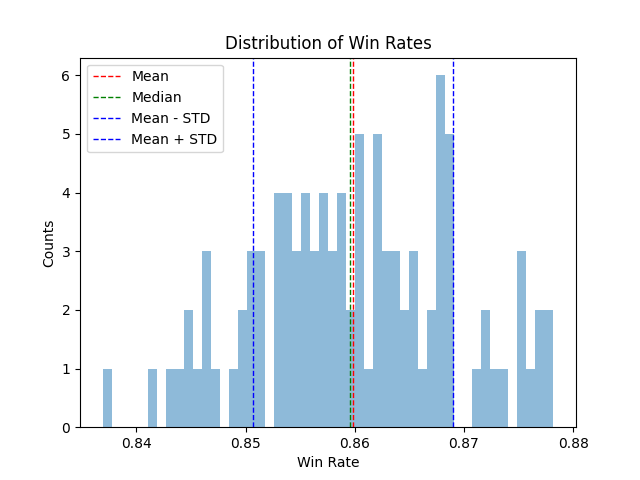 Distribution of Win Rates
Mean
Median
Mean - STD
Mean + STD
Counts
6
5
4
3
2
1
0
0.84 0.85 0.86 0.87 0.88
Win Rate